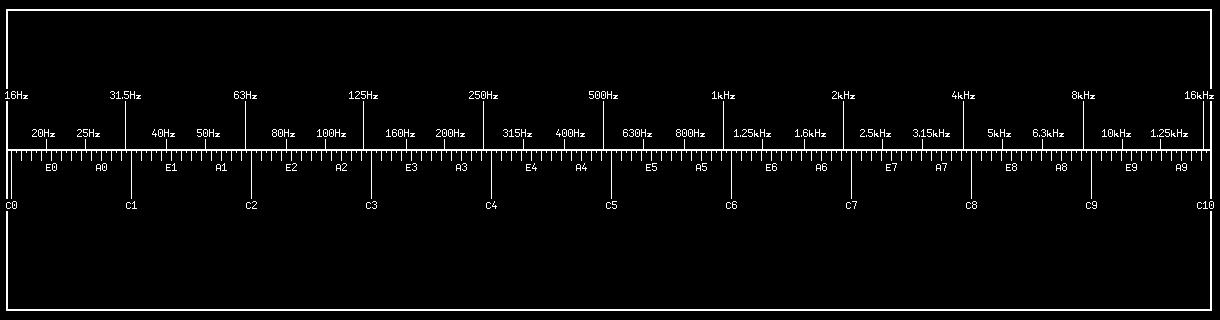 16Hz 31.5Hz 63Hz 125Hz 250Hz 500Hz 1kHz 2kHz 4kHz 8kHz 16kHz
20Hz 25Hz 40Hz 50Hz 80Hz 100Hz 160Hz 200Hz 315Hz 400Hz 630Hz 800Hz 1.25kHz 1.6kHz 2.5kHz 3.15kHz 5kHz 6.3kHz 10kHz 1.25kHz
E0 A0 E1 A1 E2 A2 E3 A3 E4 A4 E5 A5 E6 A6 E7 A7 E8 A8 E9 A9
C0 C1 C2 C3 C4 C5 C6 C7 C8 C9 C10